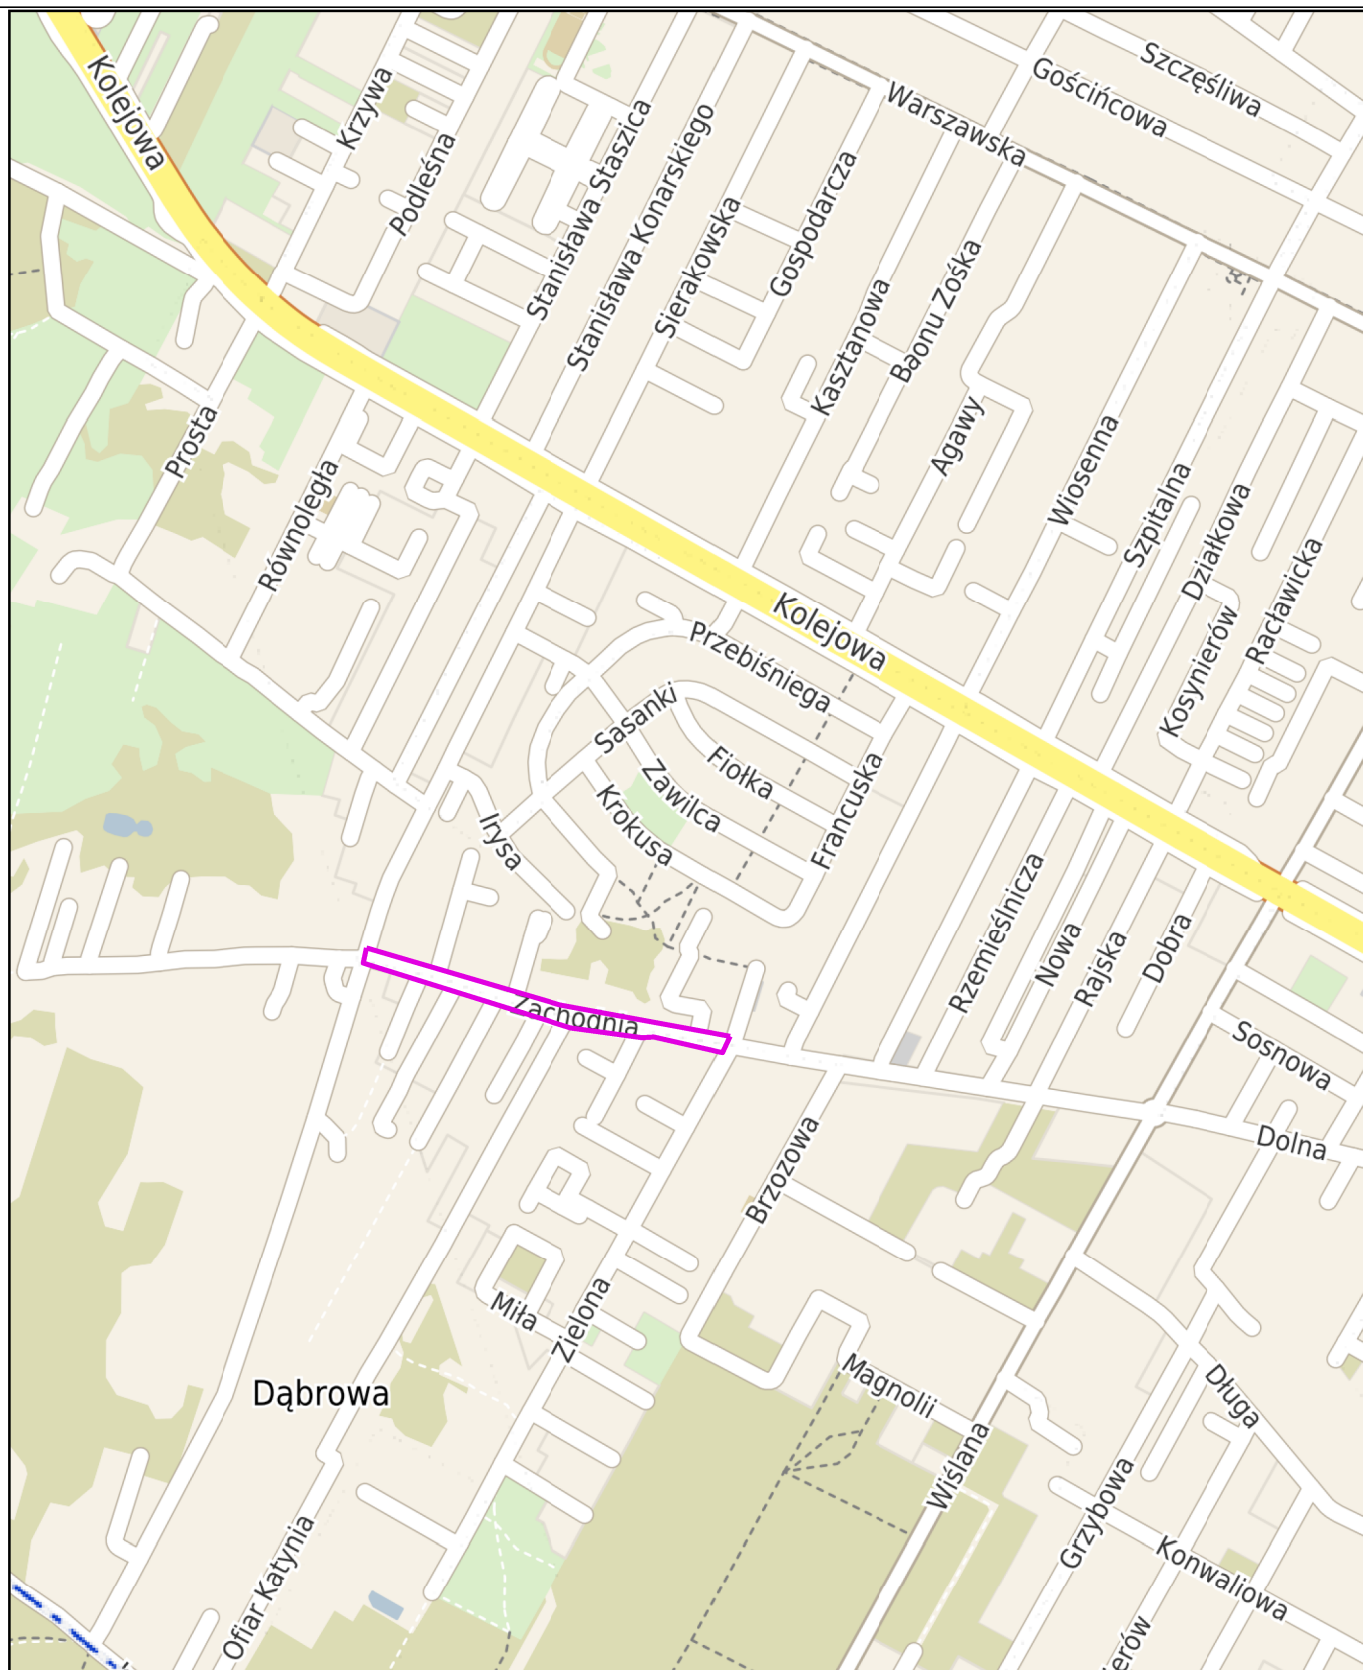 Kolejowa
Krzywa
Podleśna
Stanisława Staszica
Stanisława Konarskiego
Sierakowska
Gospodarcza
Warszawska
Gościńcowa
Szczęśliwa
Kasztanowa
Baonu Zośka
Agawy
Wiosenna
Szpitalna
Działkowa
Kosynierów
Racławicka
Prosta
Równoległa
Kolejowa
Przebiśniega
Sasanki
Fiołka
Zawilca
Krokusa
Francuska
Irysa
Rzemieślnicza
Nowa
Rajska
Dobra
Zachodnia
Sosnowa
Dolna
Brzozowa
Zielona
Miła
Magnolii
Długa
Dąbrowa
Wiślana
Grzybowa
Konwaliowa
Ofiar Katynia
erów